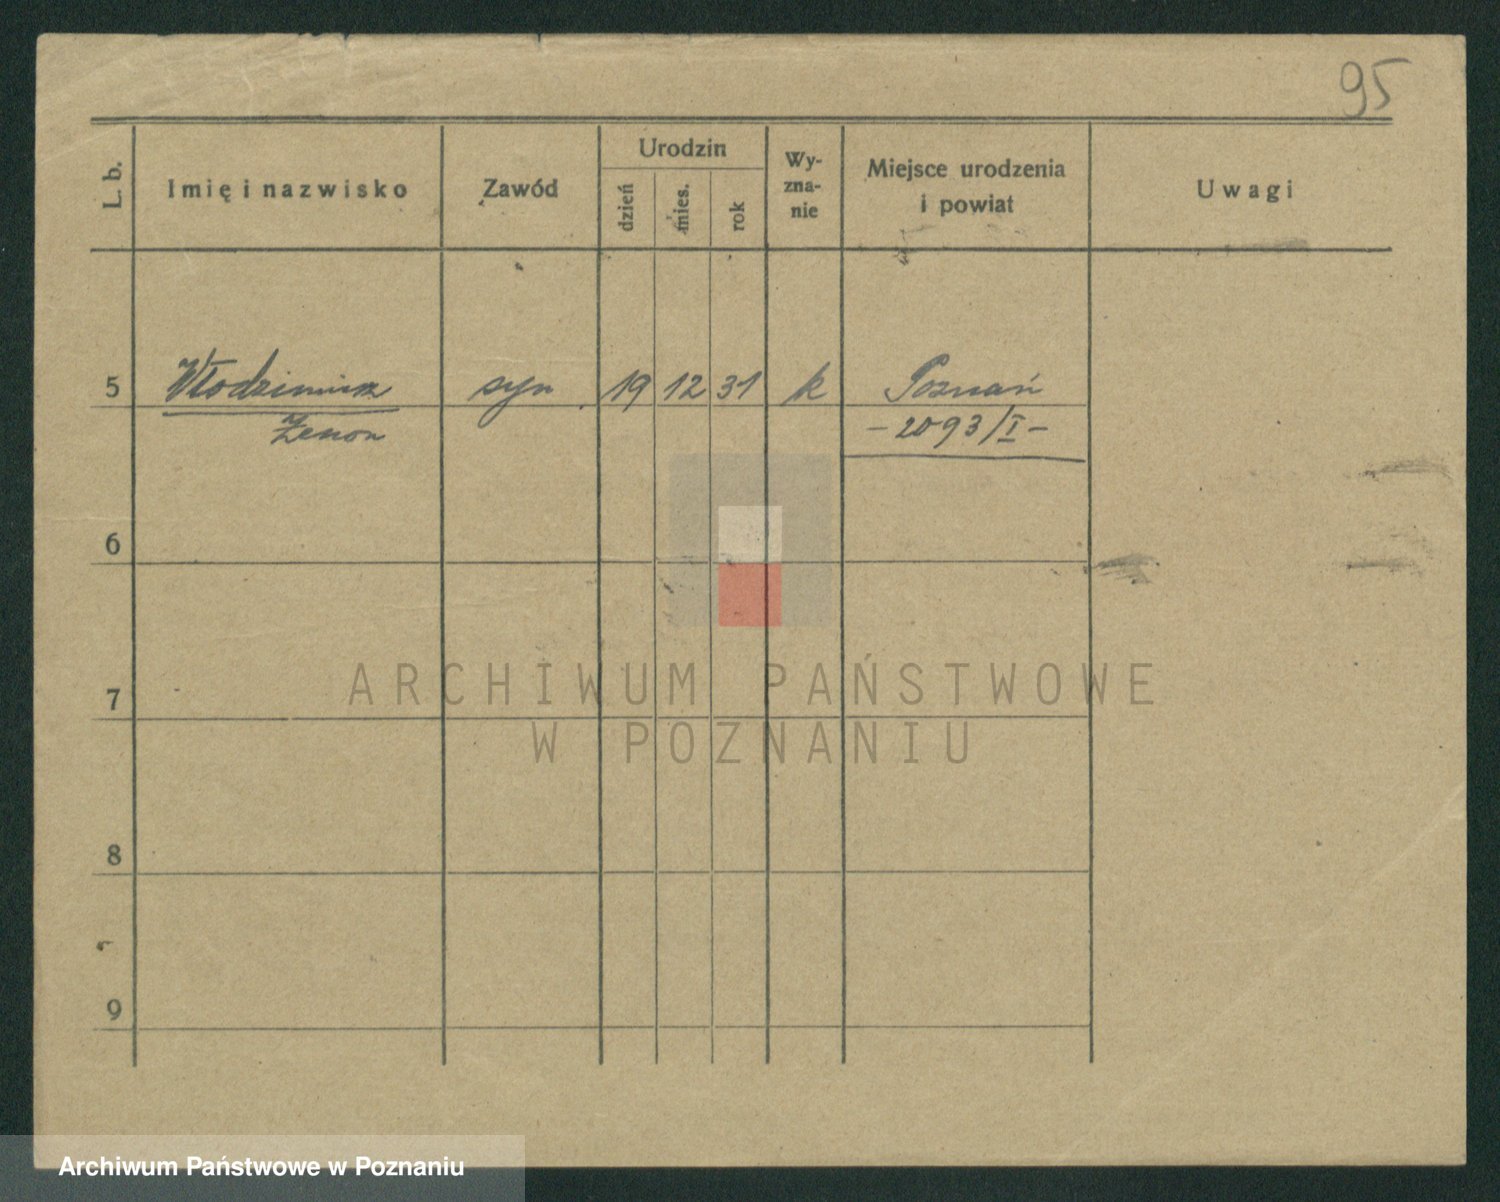 95
L. b.
Imię i nazwisko
Zawód
Urodzin
dzień
mies.
rok
Wy-
zna-
nie
Miejsce urodzenia
i powiat
Uwagi
5 Włodzimierz syn 19 12 31 k Poznań
Zenon - 2093/I -
6
7
8
9
ARCHIWUM PAŃSTWOWE
W POZNANIU
Archiwum Państwowe w Poznaniu